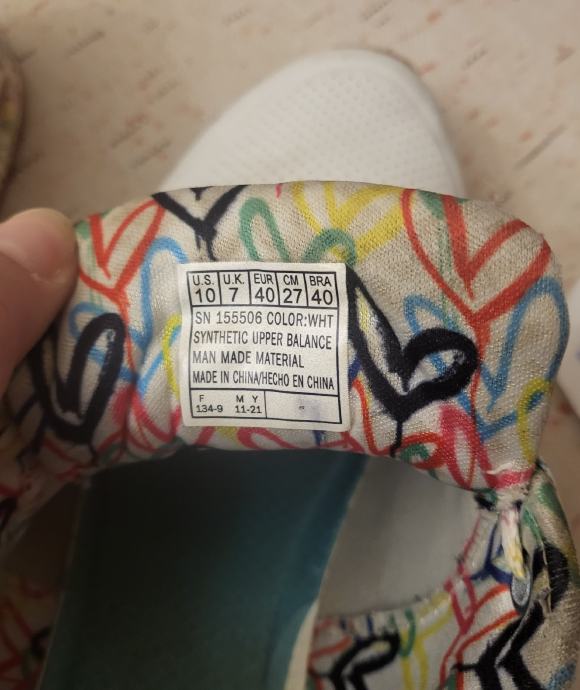 U.S. U.K. EUR CM BRA
10 7 40 27 40
SN 155506 COLOR:WHT
SYNTHETIC UPPER BALANCE
MAN MADE MATERIAL
MADE IN CHINA/HECHO EN CHINA
F M Y
134-9 11-21